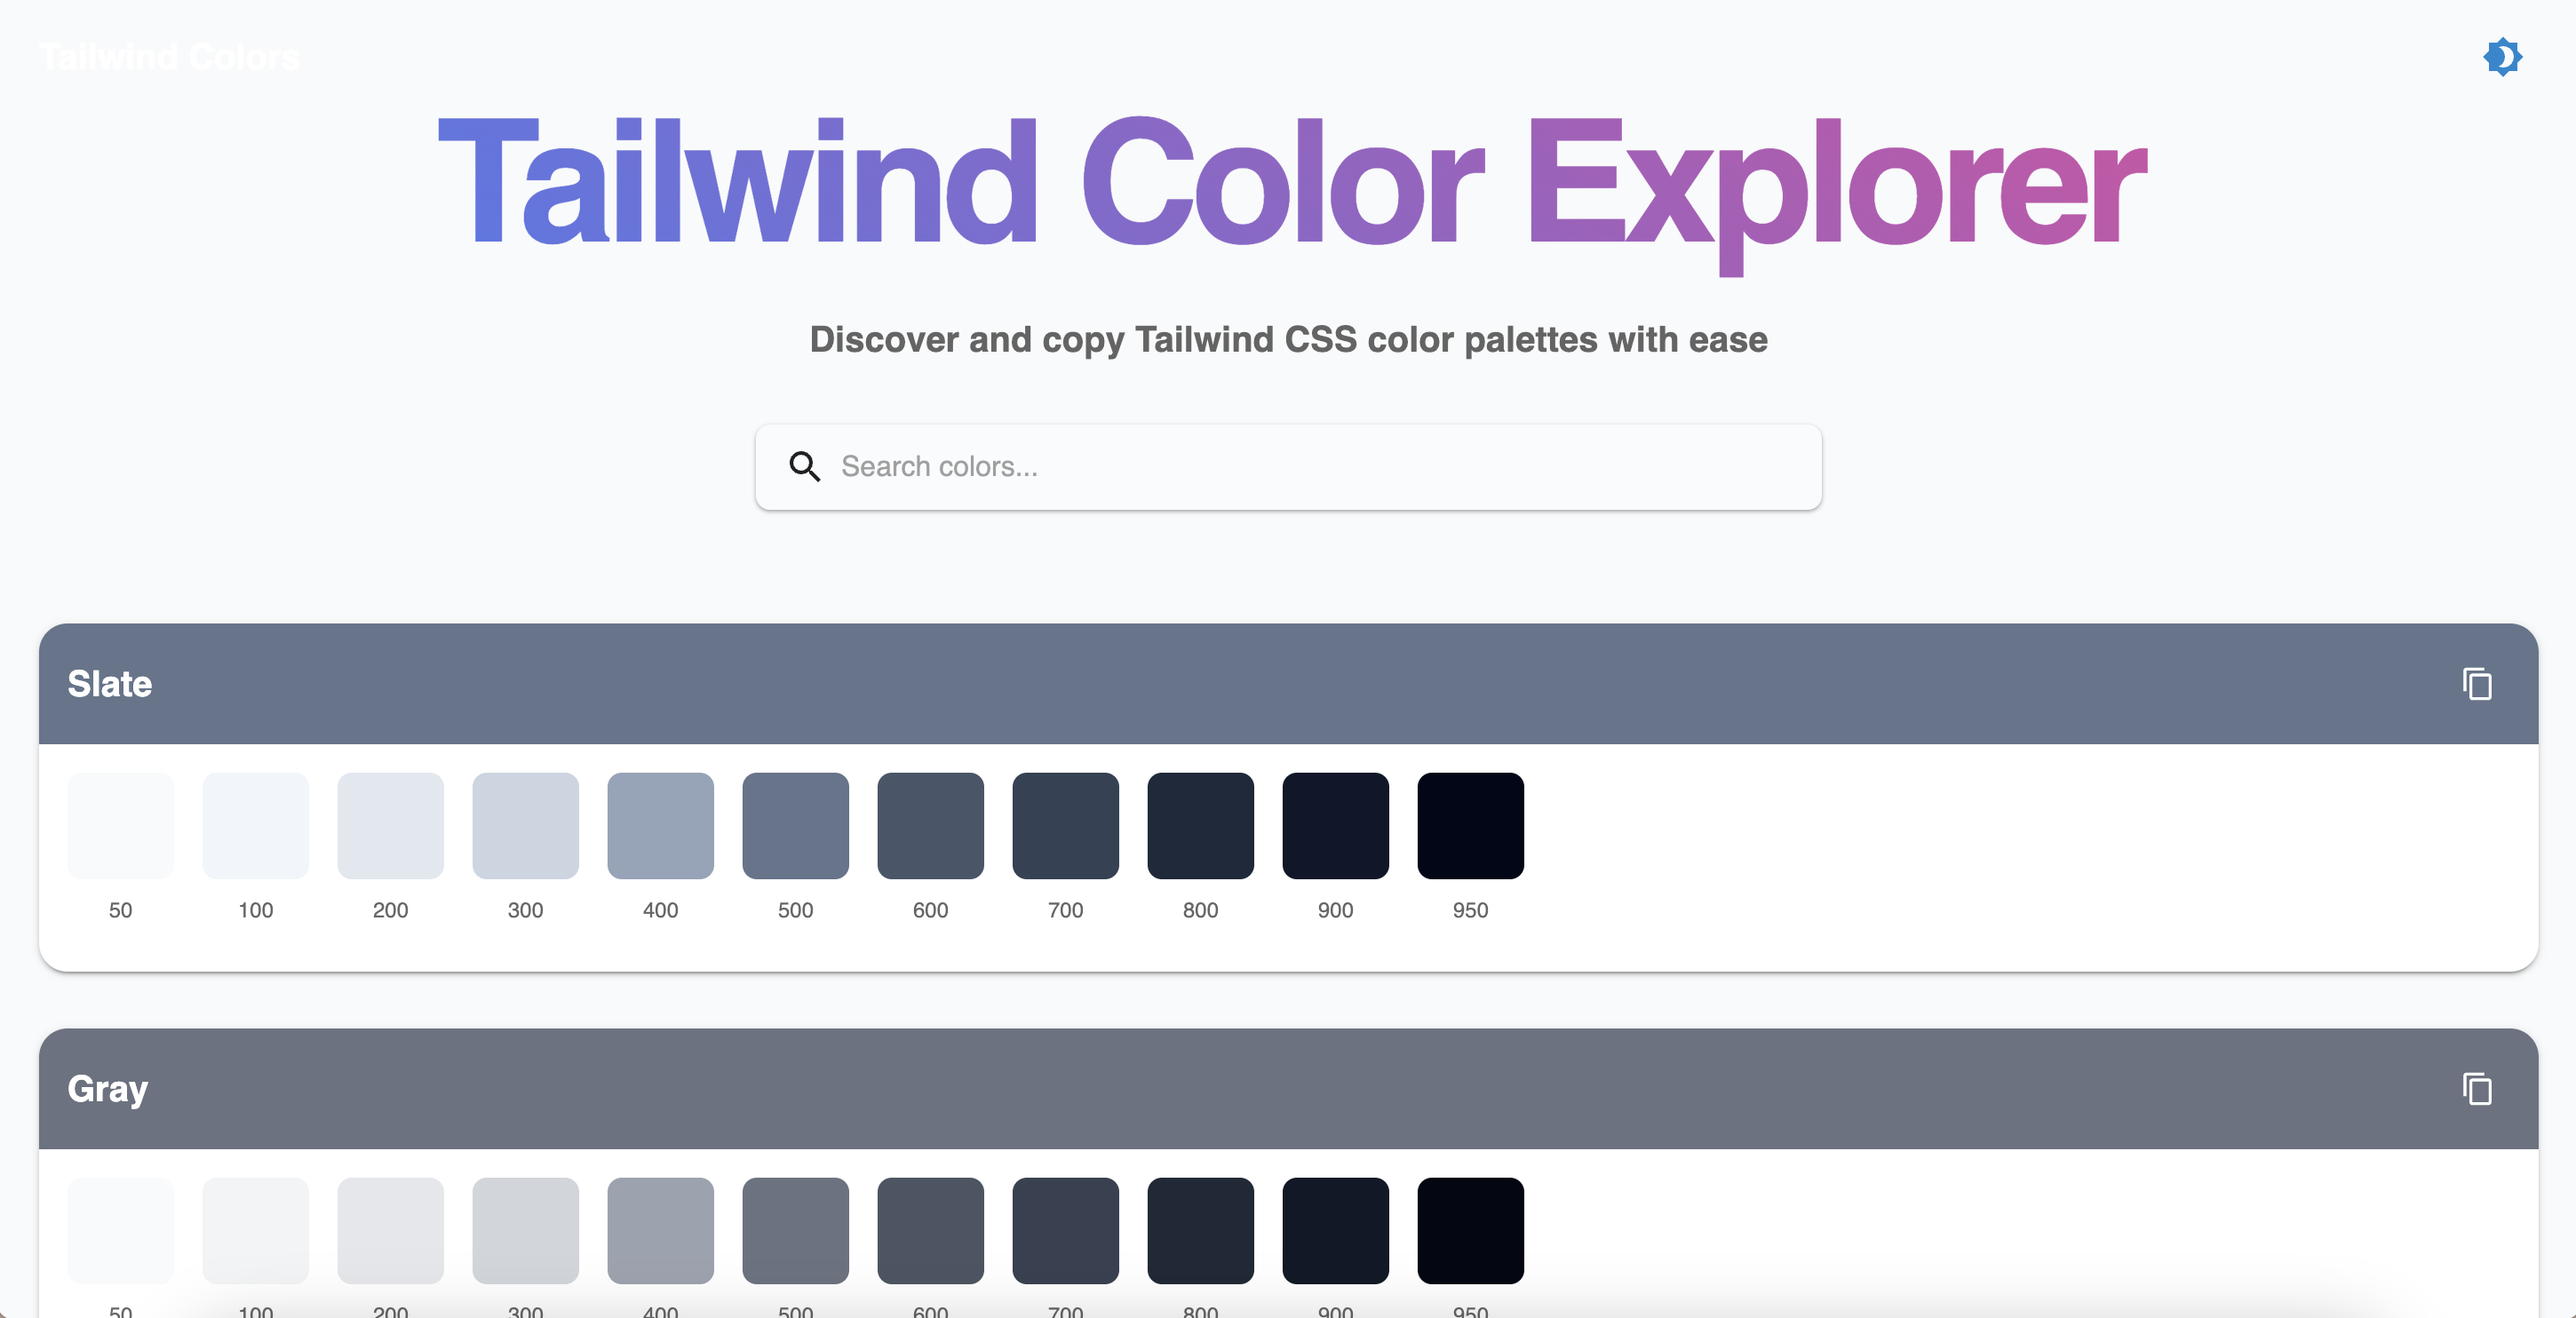 Tailwind Colors
Tailwind Color Explorer
Discover and copy Tailwind CSS color palettes with ease
Search colors...
Slate
50 100 200 300 400 500 600 700 800 900 950
Gray
50 100 200 300 400 500 600 700 800 900 950